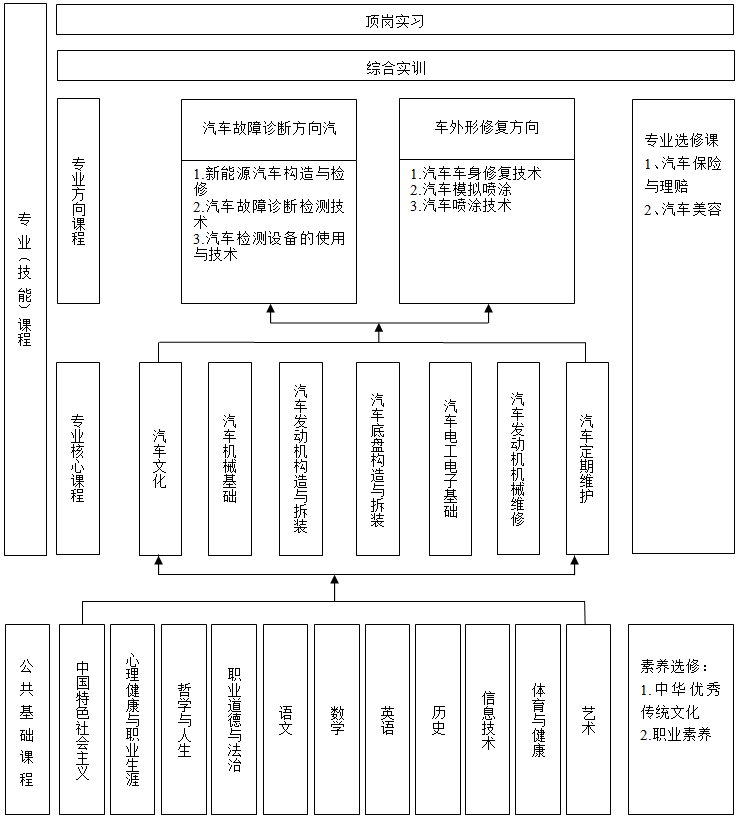 顶岗实习
综合实训
专业（技能）课程
专业方向课程
汽车故障诊断方向汽
1.新能源汽车构造与检
修
2.汽车故障诊断检测技
术
3.汽车检测设备的使用
与技术
车外形修复方向
1.汽车车身修复技术
2.汽车模拟喷涂
3.汽车喷涂技术
专业选修课
1、汽车保险
与理赔
2、汽车美容
专业核心课程
汽车文化
汽车机械基础
汽车发动机构造与拆装
汽车底盘构造与拆装
汽车电工电子基础
汽车发动机机械维修
汽车定期维护
公共基础课程
中国特色社会主义
心理健康与职业生涯
哲学与人生
职业道德与法治
语文
数学
英语
历史
信息技术
体育与健康
艺术
素养选修：
1.中华优秀
传统文化
2.职业素养